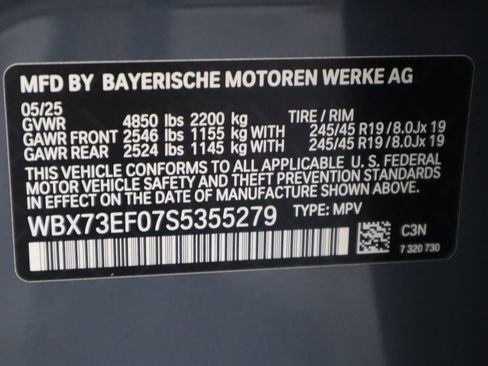 MFD BY BAYERISCHE MOTOREN WERKE AG
05/25
GVWR 4850 lbs 2200 kg TIRE / RIM
GAWR FRONT 2546 lbs 1155 kg WITH 245/45 R19 /8.0Jx 19
GAWR REAR 2524 lbs 1145 kg WITH 245/45 R19 /8.0Jx 19
THIS VEHICLE CONFORMS TO ALL APPLICABLE U. S. FEDERAL
MOTOR VEHICLE SAFETY AND THEFT PREVENTION STANDARDS
IN EFFECT ON THE DATE OF MANUFACTURE SHOWN ABOVE.
WBX73EF07S5355279 TYPE: MPV
C3N
7 320 730